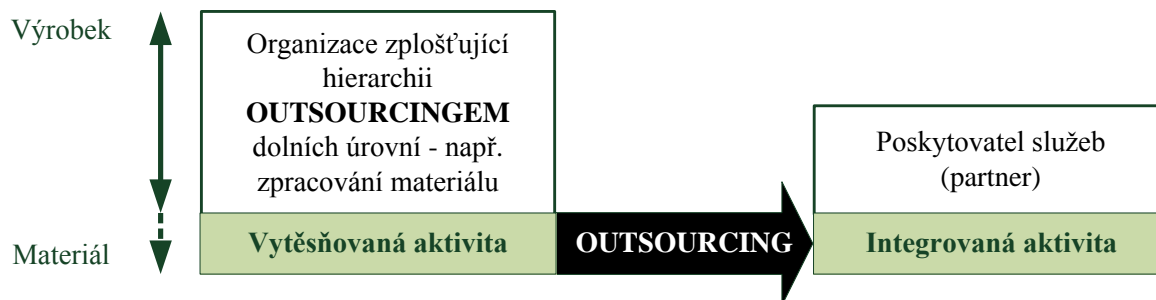 Výrobek
Organizace zplošťující
hierarchii
OUTSOURCINGEM
dolních úrovní - např.
zpracování materiálu
Poskytovatel služeb
(partner)
Materiál
Vytěsňovaná aktivita
OUTSOURCING
Integrovaná aktivita